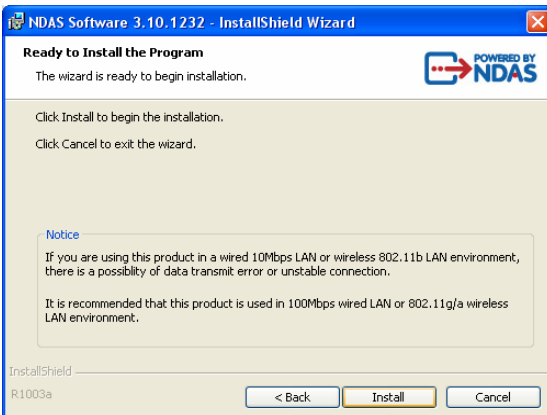 NDAS Software 3.10.1232 - InstallShield Wizard
Ready to Install the Program
The wizard is ready to begin installation.
POWERED BY
NDAS
Click Install to begin the installation.
Click Cancel to exit the wizard.
Notice
If you are using this product in a wired 10Mbps LAN or wireless 802.11b LAN environment,
there is a possiblity of data transmit error or unstable connection.
It is recommended that this product is used in 100Mbps wired LAN or 802.11g/a wireless
LAN environment.
InstallShield
R1003a
< Back
Install
Cancel